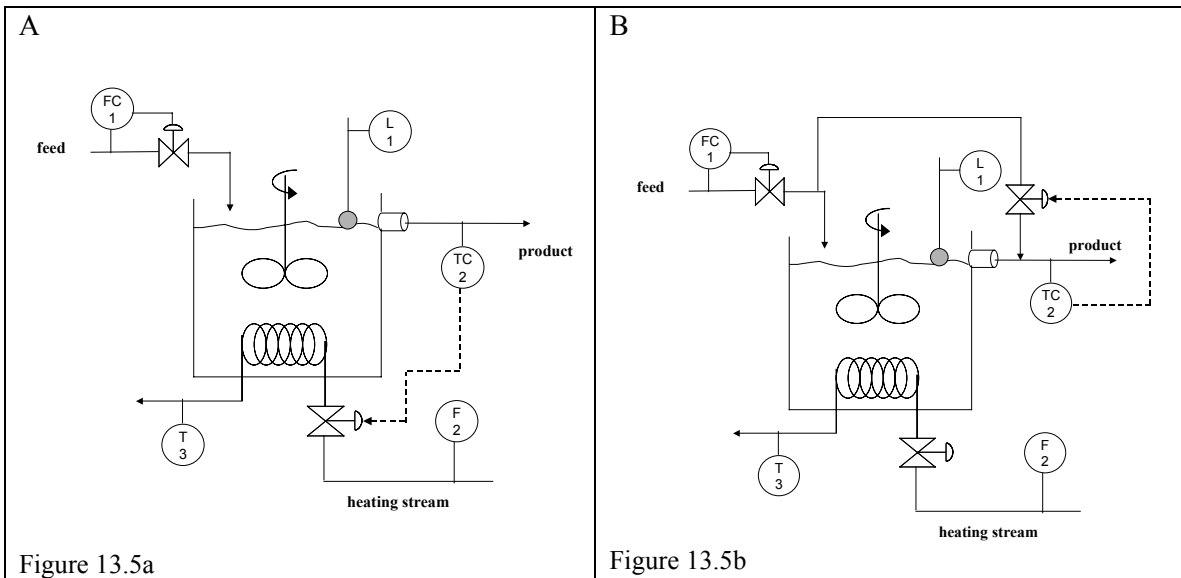 A
FC
1
feed
L
1
product
TC
2
T
3
F
2
heating stream
Figure 13.5a
B
FC
1
feed
L
1
product
TC
2
T
3
F
2
heating stream
Figure 13.5b